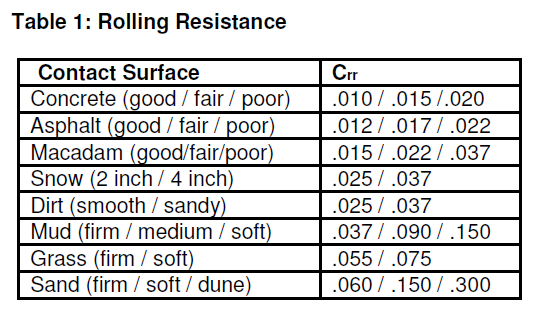 Table 1: Rolling Resistance
Contact Surface Crr
Concrete (good / fair / poor) .010 / .015 /.020
Asphalt (good / fair / poor) .012 / .017 / .022
Macadam (good/fair/poor) .015 / .022 / .037
Snow (2 inch / 4 inch) .025 / .037
Dirt (smooth / sandy) .025 / .037
Mud (firm / medium / soft) .037 / .090 / .150
Grass (firm / soft) .055 / .075
Sand (firm / soft / dune) .060 / .150 / .300